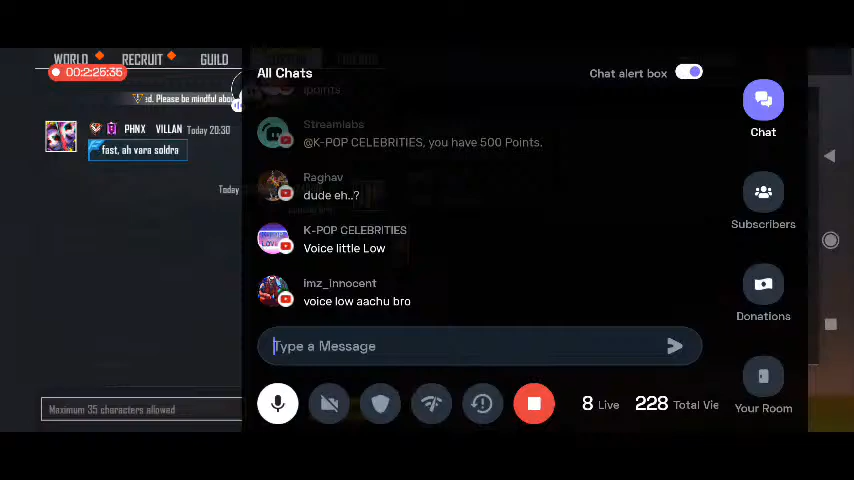 WORLD RECRUIT GUILD
00:2:25:35
ed. Please be mindful abou
PHNX VILLAN Today 20:30
fast, ah vara soldra
Today
Maximum 35 characters allowed
All Chats
Chat alert box
!points
Streamlabs
@K-POP CELEBRITIES, you have 500 Points.
Raghav
dude eh..?
K-POP CELEBRITIES
Voice little Low
imz_innocent
voice low aachu bro
Type a Message
8 Live 228 Total Vie
Chat
Subscribers
Donations
Your Room